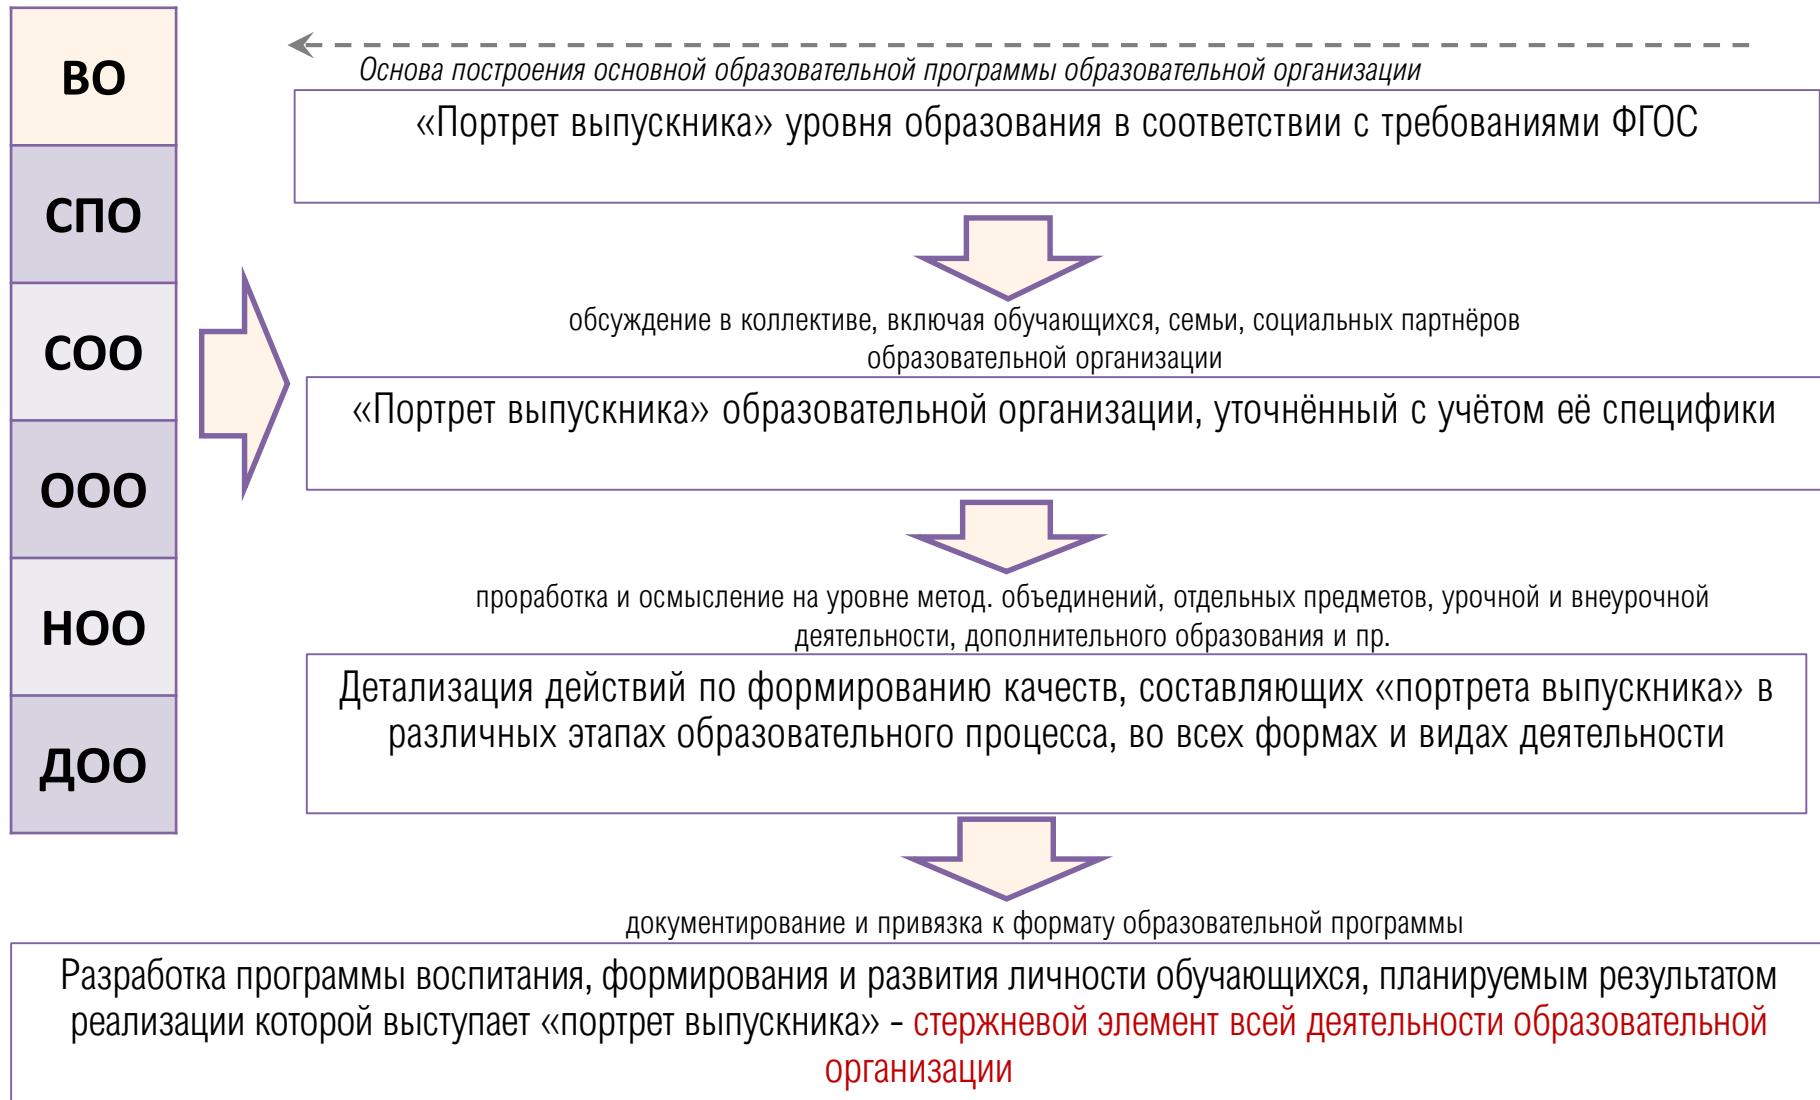 ВО
СПО
СОО
ООО
НОО
ДОО
Основа построения основной образовательной программы образовательной организации
«Портрет выпускника» уровня образования в соответствии с требованиями ФГОС
обсуждение в коллективе, включая обучающихся, семьи, социальных партнёров
образовательной организации
«Портрет выпускника» образовательной организации, уточнённый с учётом её специфики
проработка и осмысление на уровне метод. объединений, отдельных предметов, урочной и внеурочной
деятельности, дополнительного образования и пр.
Детализация действий по формированию качеств, составляющих «портрета выпускника» в
различных этапах образовательного процесса, во всех формах и видах деятельности
документирование и привязка к формату образовательной программы
Разработка программы воспитания, формирования и развития личности обучающихся, планируемым результатом
реализации которой выступает «портрет выпускника» - стержневой элемент всей деятельности образовательной
организации